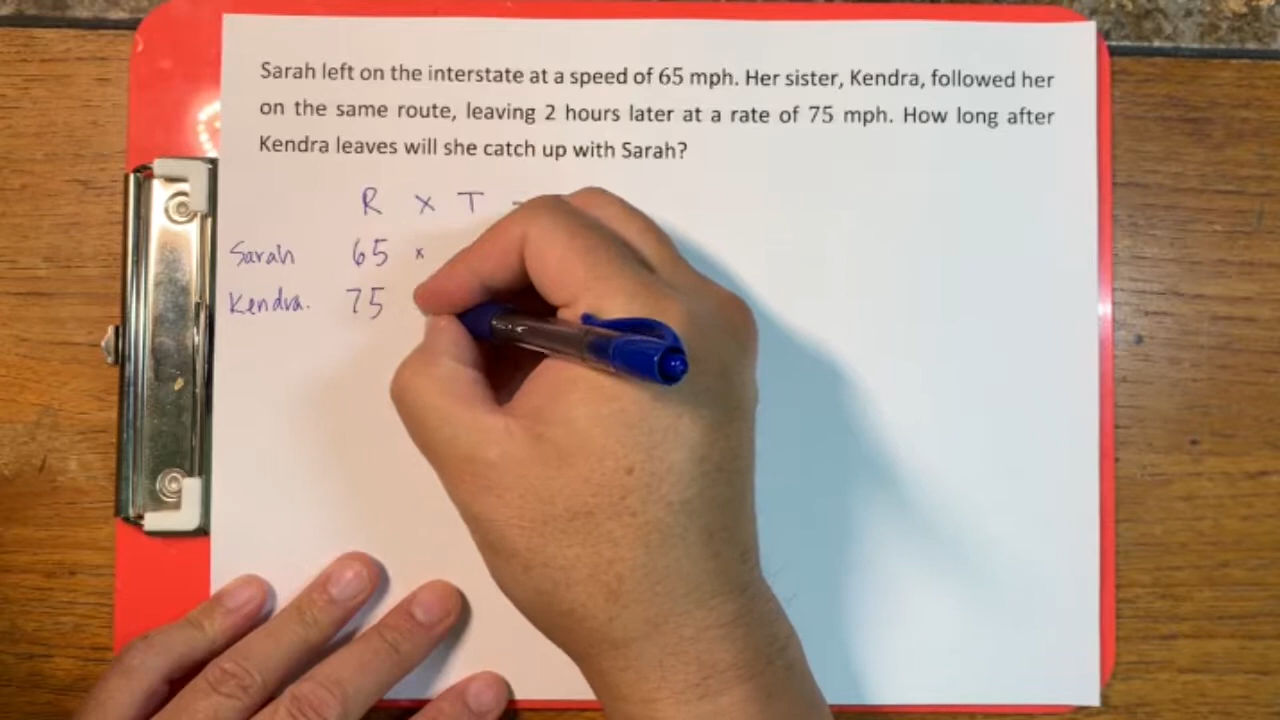 Sarah left on the interstate at a speed of 65 mph. Her sister, Kendra, followed her
on the same route, leaving 2 hours later at a rate of 75 mph. How long after
Kendra leaves will she catch up with Sarah?
R x T
Sarah 65 x
Kendra. 75